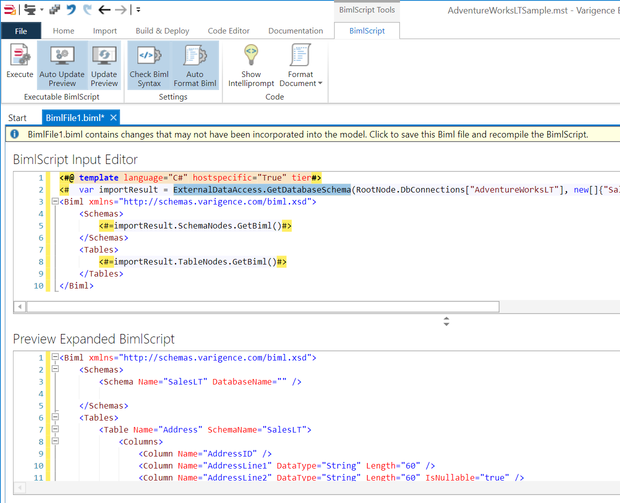 BimlScript Tools
AdventureWorksLTSample.mst - Varigence B
File Home Import Build & Deploy Code Editor Documentation BimlScript
Execute Auto Update Preview Update Preview Check Biml Syntax Auto Format Biml Show Intelliprompt Format Document
Executable BimlScript Settings Code
Start BimlFile1.biml*
BimlFile1.biml contains changes that may not have been incorporated into the model. Click to save this Biml file and recompile the BimlScript.
BimlScript Input Editor
1 <#@ template language="C#" hostspecific="True" tier#>
2 <# var importResult = ExternalDataAccess.GetDatabaseSchema(RootNode.DbConnections["AdventureWorksLT"], new[]{"Sal
3 <Biml xmlns="http://schemas.varigence.com/biml.xsd">
4 <Schemas>
5 <#=importResult.SchemaNodes.GetBiml()#>
6 </Schemas>
7 <Tables>
8 <#=importResult.TableNodes.GetBiml()#>
9 </Tables>
10 </Biml>
Preview Expanded BimlScript
1 <Biml xmlns="http://schemas.varigence.com/biml.xsd">
2 <Schemas>
3 <Schema Name="SalesLT" DatabaseName="" />
4
5 </Schemas>
6 <Tables>
7 <Table Name="Address" SchemaName="SalesLT">
8 <Columns>
9 <Column Name="AddressID" />
10 <Column Name="AddressLine1" DataType="String" Length="60" />
11 <Column Name="AddressLine2" DataType="String" Length="60" IsNullable="true" />